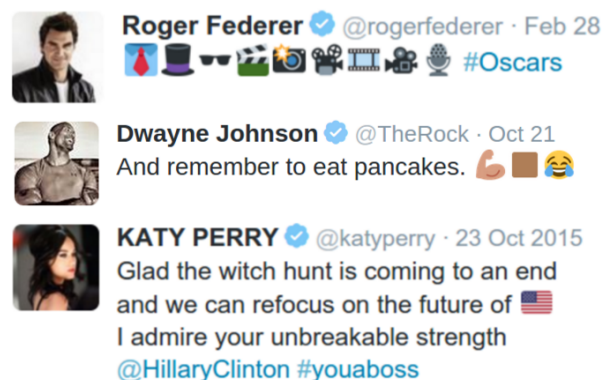 Roger Federer @rogerfederer · Feb 28
👔🎩🕶🎬📸📽🎞🎥🎙 #Oscars
Dwayne Johnson @TheRock · Oct 21
And remember to eat pancakes. 💪🏾😂
KATY PERRY @katyperry · 23 Oct 2015
Glad the witch hunt is coming to an end
and we can refocus on the future of 🇺🇸
I admire your unbreakable strength
@HillaryClinton #youaboss